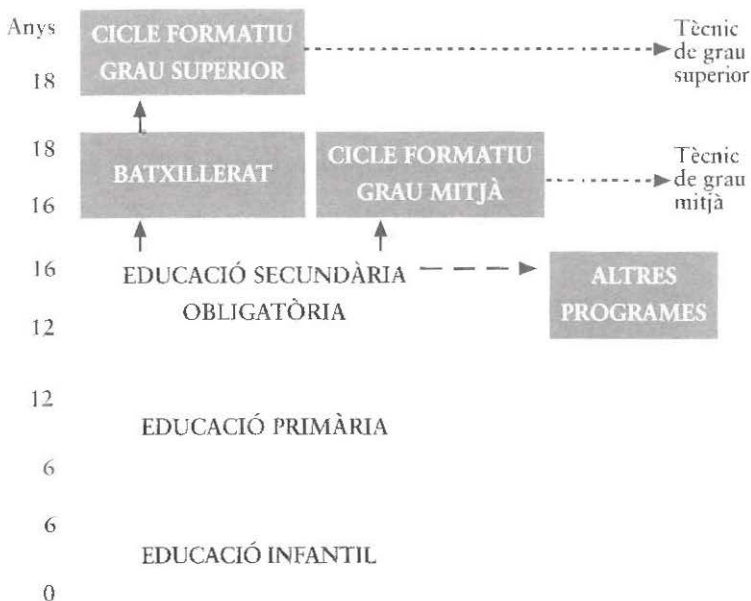 Anys
CICLE FORMATIU
GRAU SUPERIOR
Tècnic
de grau
superior
18
18
BATXILLERAT
CICLE FORMATIU
GRAU MITJÀ
Tècnic
de grau
mitjà
16
16
EDUCACIÓ SECUNDÀRIA
OBLIGATÒRIA
ALTRES
PROGRAMES
12
12
EDUCACIÓ PRIMÀRIA
6
6
EDUCACIÓ INFANTIL
0